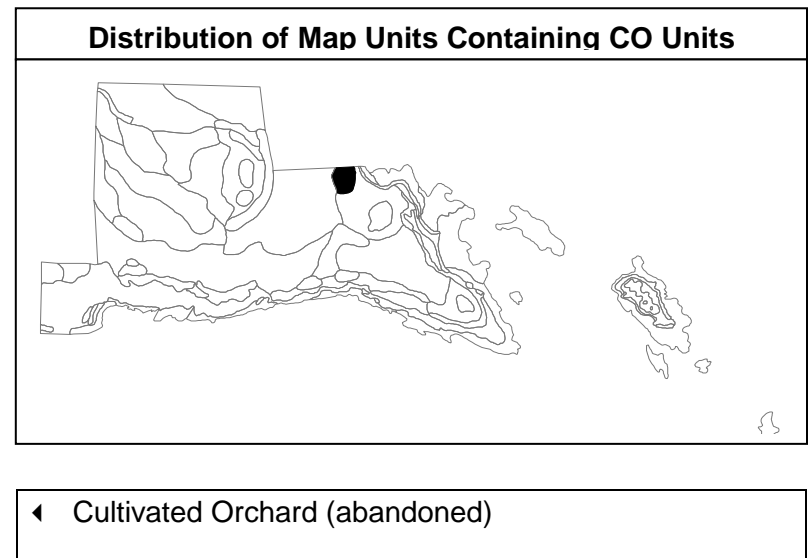 Distribution of Map Units Containing CO Units
Cultivated Orchard (abandoned)